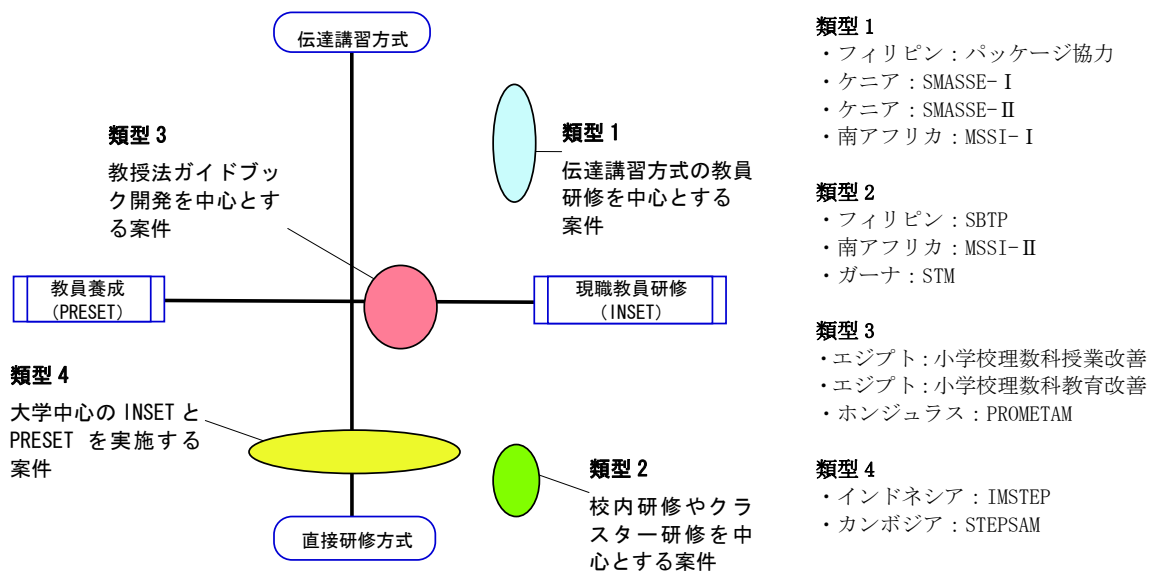 伝達講習方式
類型 3
教授法ガイドブッ
ク開発を中心とす
る案件
類型 1
伝達講習方式の教員
研修を中心とする
案件
教員養成
(PRESET)
現職教員研修
(INSET)
類型 4
大学中心の INSET と
PRESET を実施する
案件
類型 2
校内研修やクラ
スター研修を中
心とする案件
直接研修方式
類型 1
・フィリピン：パッケージ協力
・ケニア：SMASSE-Ⅰ
・ケニア：SMASSE-Ⅱ
・南アフリカ：MSSI-Ⅰ
類型 2
・フィリピン：SBTP
・南アフリカ：MSSI-Ⅱ
・ガーナ：STM
類型 3
・エジプト：小学校理数科授業改善
・エジプト：小学校理数科教育改善
・ホンジュラス：PROMETAM
類型 4
・インドネシア：IMSTEP
・カンボジア：STEPSAM